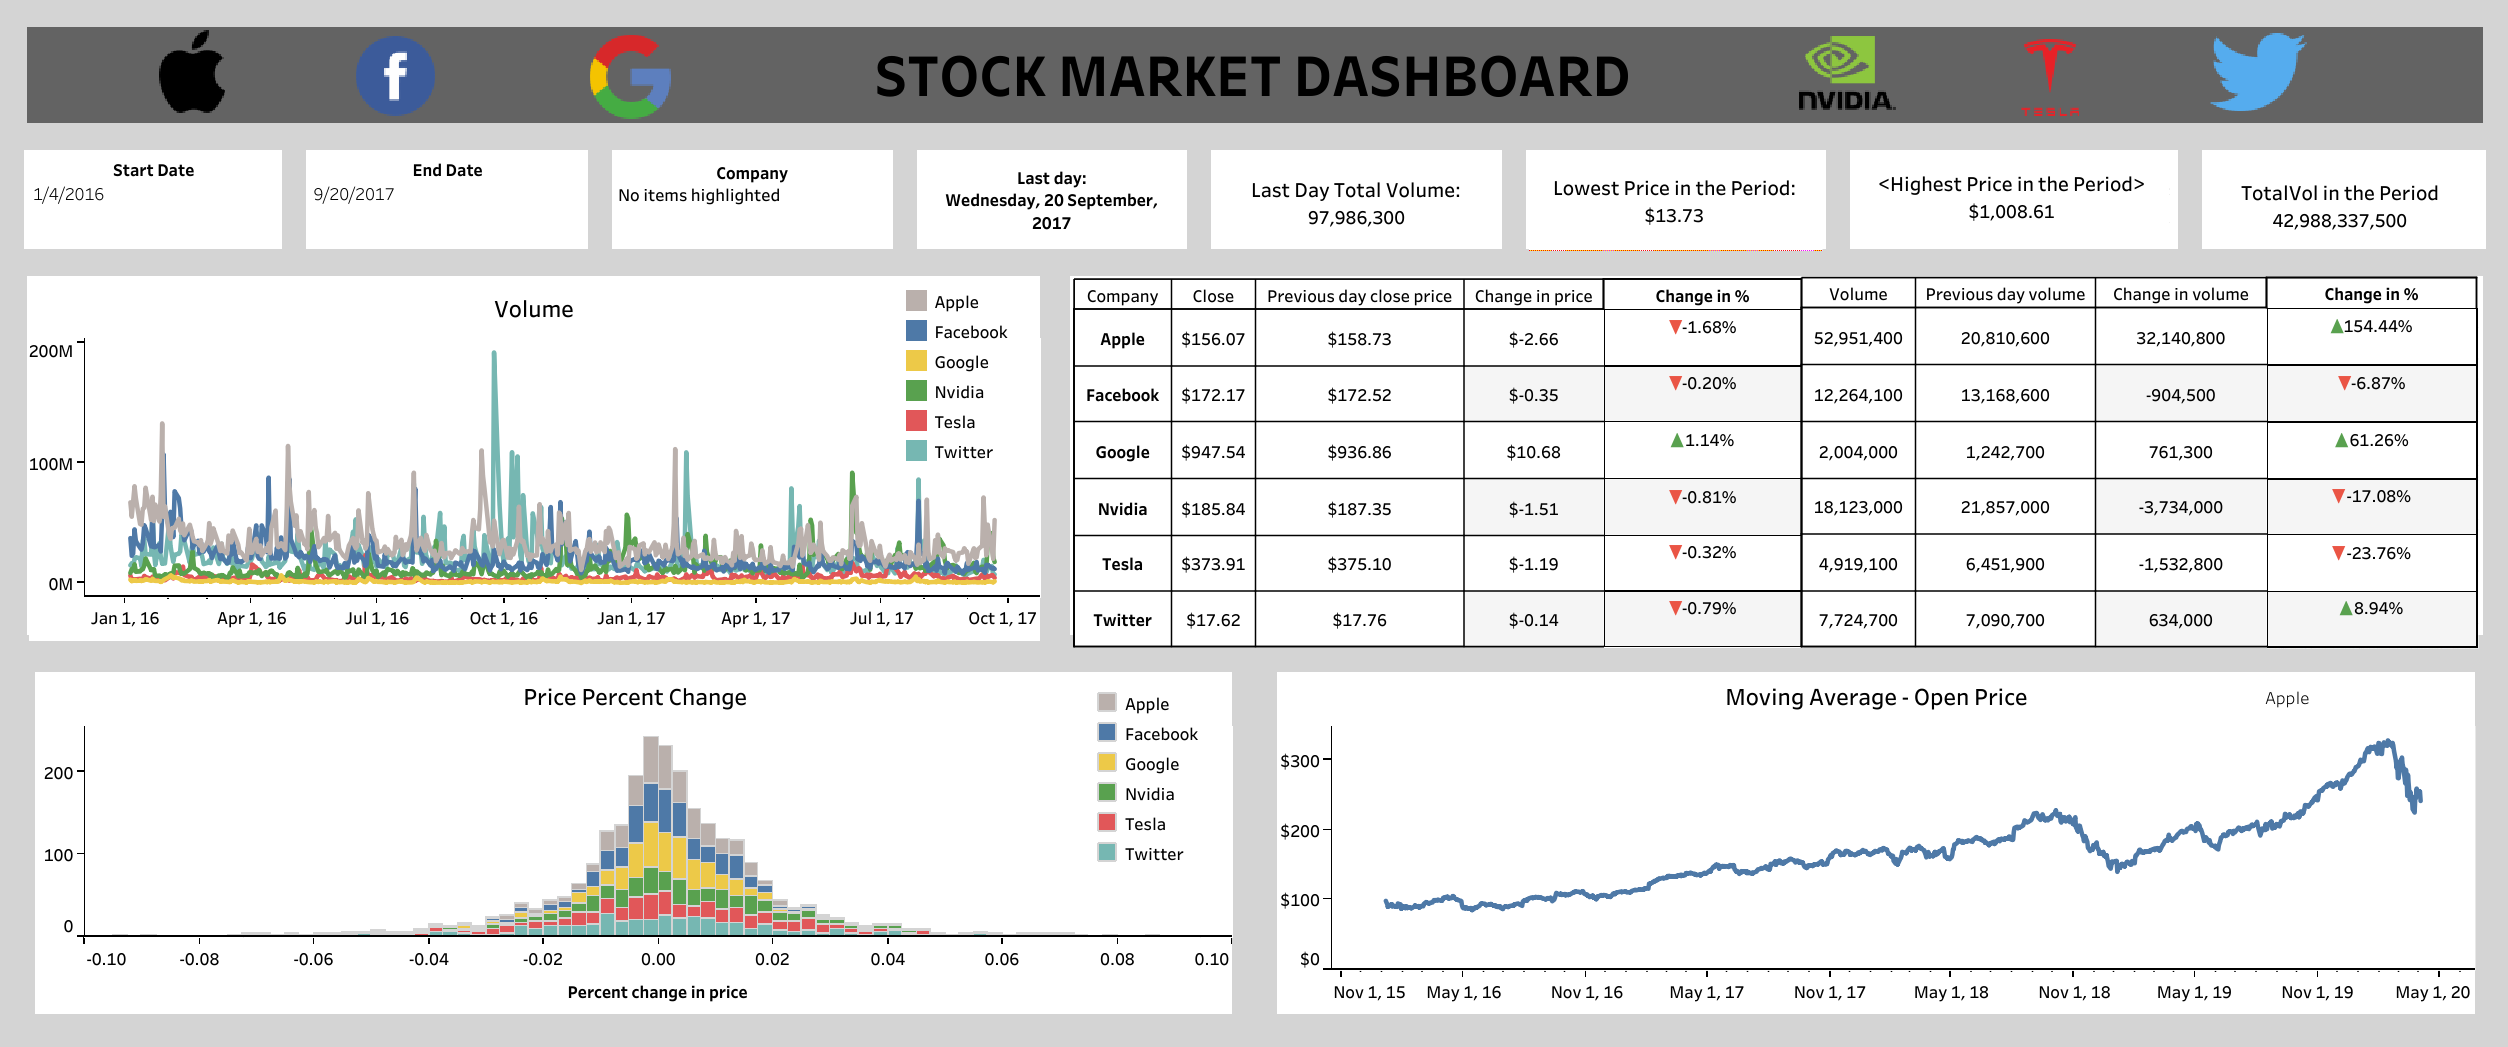 STOCK MARKET DASHBOARD
NVIDIA.
TESLA
Start Date
1/4/2016
End Date
9/20/2017
Company
No items highlighted
Last day:
Wednesday, 20 September,
2017
Last Day Total Volume:
97,986,300
Lowest Price in the Period:
$13.73
<Highest Price in the Period>
$1,008.61
TotalVol in the Period
42,988,337,500
Volume
Apple
Facebook
Google
Nvidia
Tesla
Twitter
200M
100M
0M
Jan 1, 16 Apr 1, 16 Jul 1, 16 Oct 1, 16 Jan 1, 17 Apr 1, 17 Jul 1, 17 Oct 1, 17
Company Close Previous day close price Change in price Change in % Volume Previous day volume Change in volume Change in %
Apple $156.07 $158.73 $-2.66 ▼-1.68% 52,951,400 20,810,600 32,140,800 ▲154.44%
Facebook $172.17 $172.52 $-0.35 ▼-0.20% 12,264,100 13,168,600 -904,500 ▼-6.87%
Google $947.54 $936.86 $10.68 ▲1.14% 2,004,000 1,242,700 761,300 ▲61.26%
Nvidia $185.84 $187.35 $-1.51 ▼-0.81% 18,123,000 21,857,000 -3,734,000 ▼-17.08%
Tesla $373.91 $375.10 $-1.19 ▼-0.32% 4,919,100 6,451,900 -1,532,800 ▼-23.76%
Twitter $17.62 $17.76 $-0.14 ▼-0.79% 7,724,700 7,090,700 634,000 ▲8.94%
Price Percent Change
Apple
Facebook
Google
Nvidia
Tesla
Twitter
200
100
0
-0.10 -0.08 -0.06 -0.04 -0.02 0.00 0.02 0.04 0.06 0.08 0.10
Percent change in price
Moving Average - Open Price
Apple
$300
$200
$100
$0
Nov 1, 15 May 1, 16 Nov 1, 16 May 1, 17 Nov 1, 17 May 1, 18 Nov 1, 18 May 1, 19 Nov 1, 19 May 1, 20